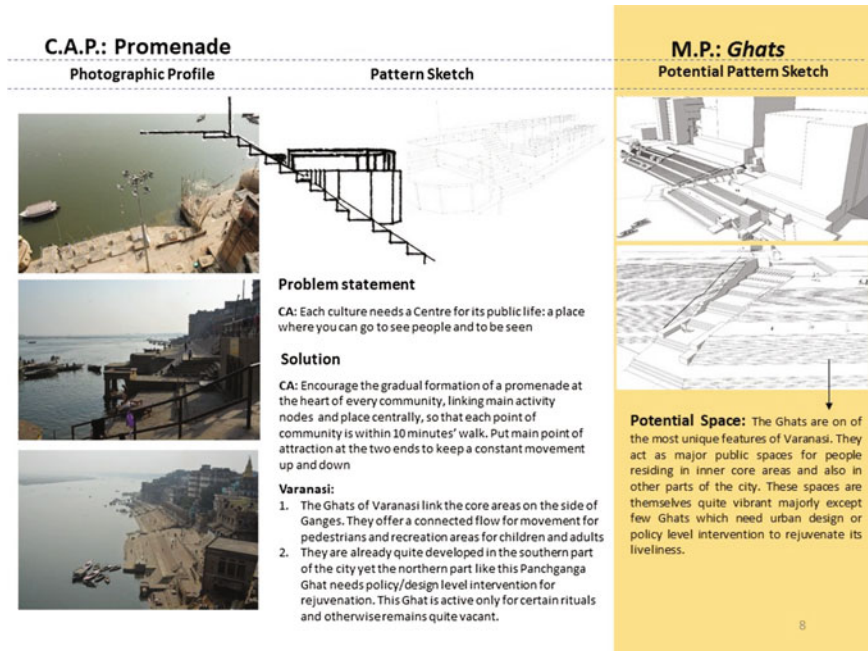 C.A.P.: Promenade
Photographic Profile
Pattern Sketch
Problem statement
CA: Each culture needs a Centre for its public life: a place
where you can go to see people and to be seen
Solution
CA: Encourage the gradual formation of a promenade at
the heart of every community, linking main activity
nodes and place centrally, so that each point of
community is within 10 minutes' walk. Put main point of
attraction at the two ends to keep a constant movement
up and down
Varanasi:
1. The Ghats of Varanasi link the core areas on the side of
Ganges. They offer a connected flow for movement for
pedestrians and recreation areas for children and adults
2. They are already quite developed in the southern part
of the city yet the northern part like this Panchganga
Ghat needs policy/design level intervention for
rejuvenation. This Ghat is active only for certain rituals
and otherwise remains quite vacant.
M.P.: Ghats
Potential Pattern Sketch
Potential Space: The Ghats are on of
the most unique features of Varanasi. They
act as major public spaces for people
residing in inner core areas and also in
other parts of the city. These spaces are
themselves quite vibrant majorly except
few Ghats which need urban design or
policy level intervention to rejuvenate its
liveliness.
8